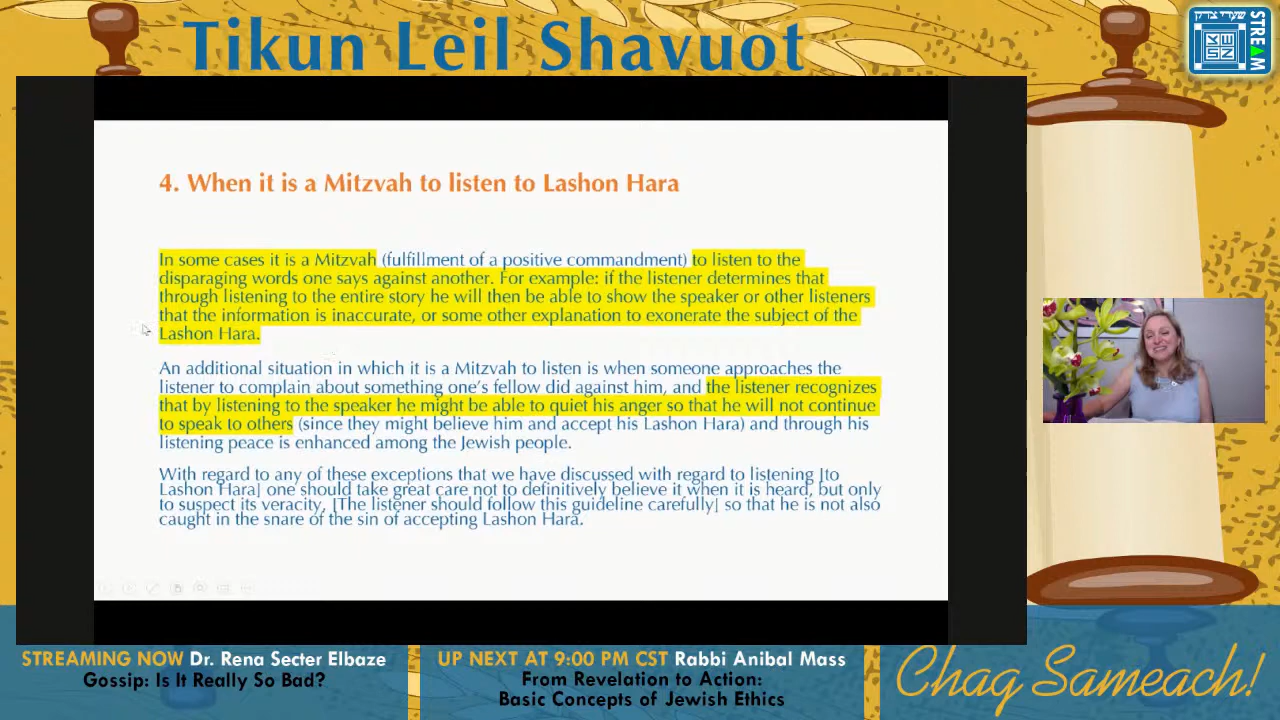 Tikun Leil Shavuot
שערי צדק
STREAM
4. When it is a Mitzvah to listen to Lashon Hara
In some cases it is a Mitzvah (fulfillment of a positive commandment) to listen to the
disparaging words one says against another. For example: if the listener determines that
through listening to the entire story he will then be able to show the speaker or other listeners
that the information is inaccurate, or some other explanation to exonerate the subject of the
Lashon Hara.
An additional situation in which it is a Mitzvah to listen is when someone approaches the
listener to complain about something one's fellow did against him, and the listener recognizes
that by listening to the speaker he might be able to quiet his anger so that he will not continue
to speak to others (since they might believe him and accept his Lashon Hara) and through his
listening peace is enhanced among the Jewish people.
With regard to any of these exceptions that we have discussed with regard to listening [to
Lashon Hara] one should take great care not to definitively believe it when it is heard, but only
to suspect its veracity, [The listener should follow this guideline carefully] so that he is not also
caught in the snare of the sin of accepting Lashon Hara.
STREAMING NOW Dr. Rena Secter Elbaze
Gossip: Is It Really So Bad?
UP NEXT AT 9:00 PM CST Rabbi Anibal Mass
From Revelation to Action:
Basic Concepts of Jewish Ethics
Chag Sameach!